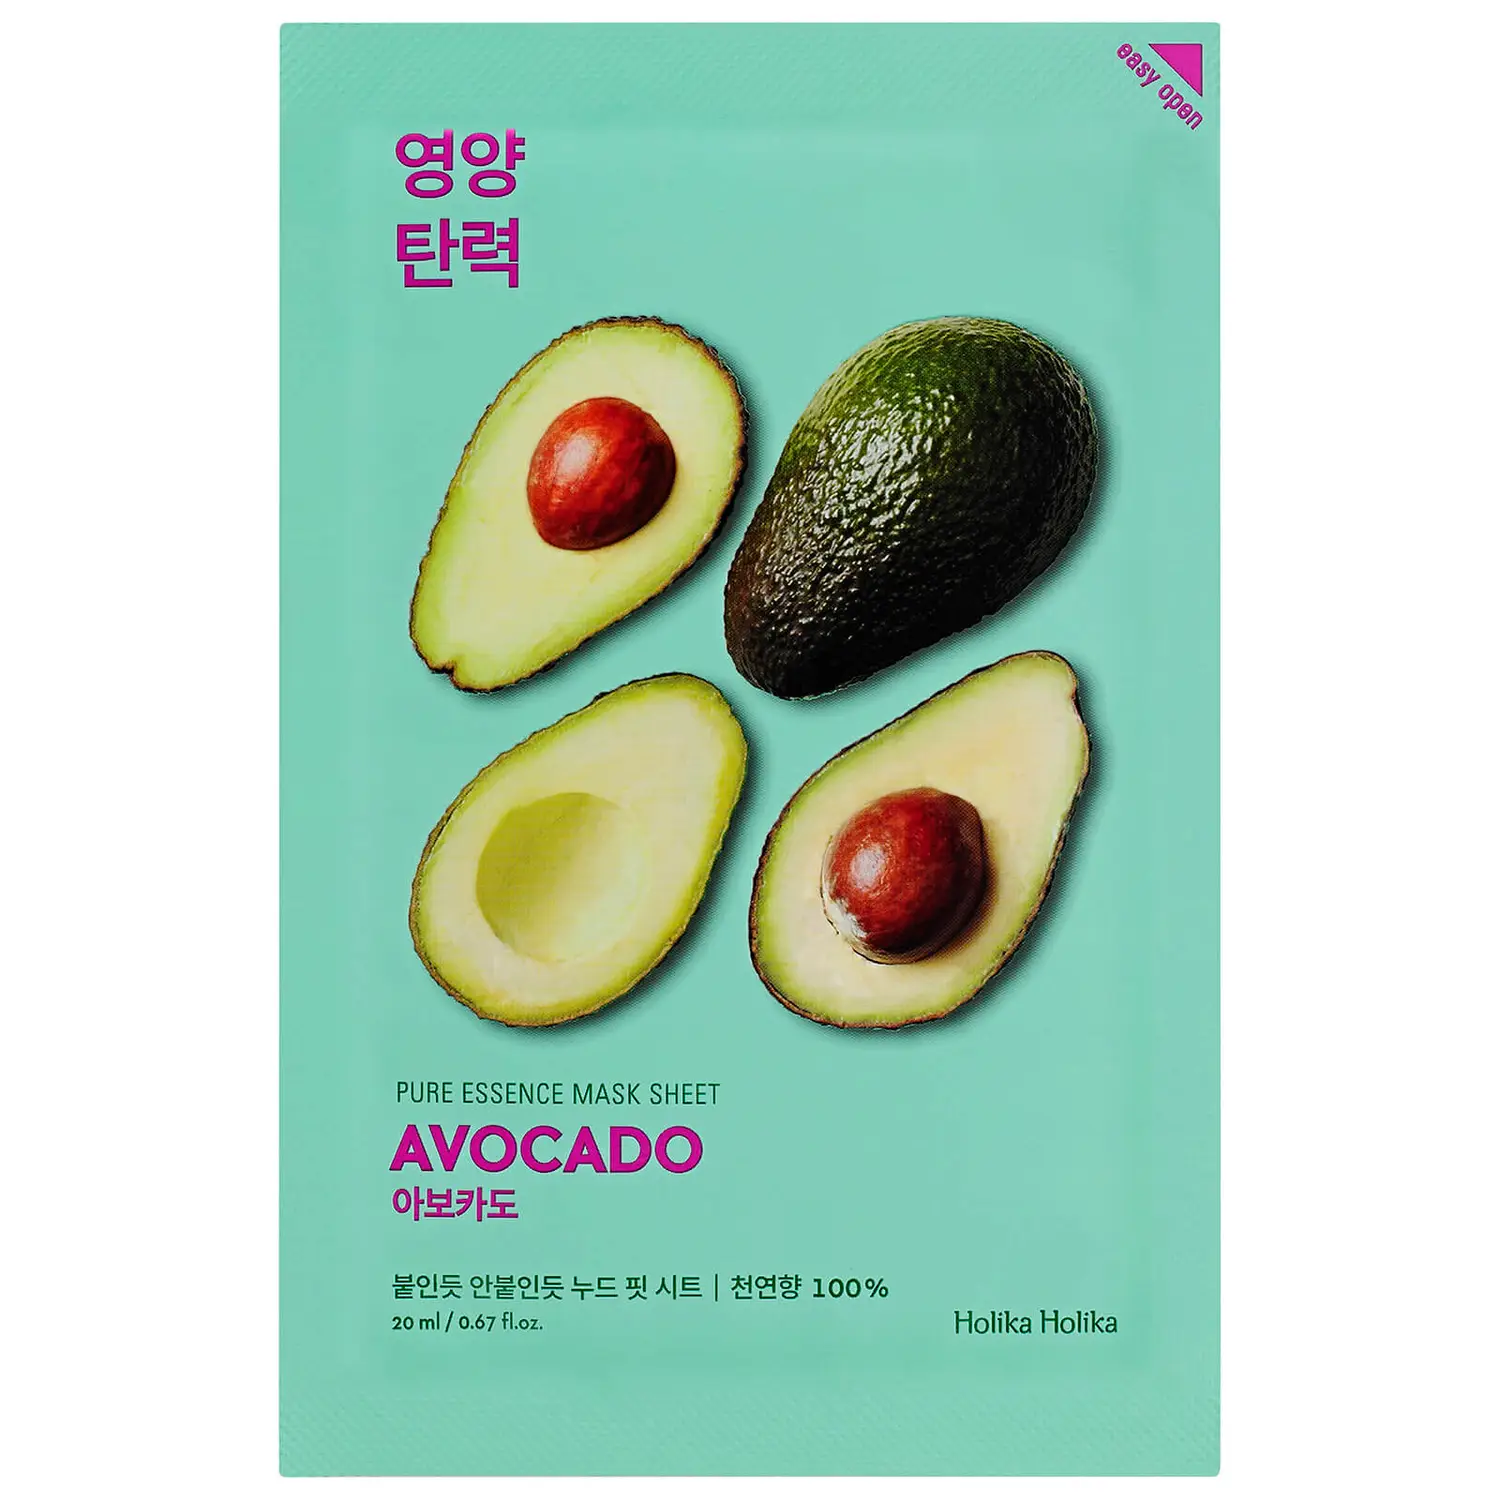 easy open
영양
탄력
PURE ESSENCE MASK SHEET
AVOCADO
아보카도
붙인듯 안붙인듯 누드 핏 시트 | 천연향 100%
20 ml / 0.67 fl.oz.
Holika Holika